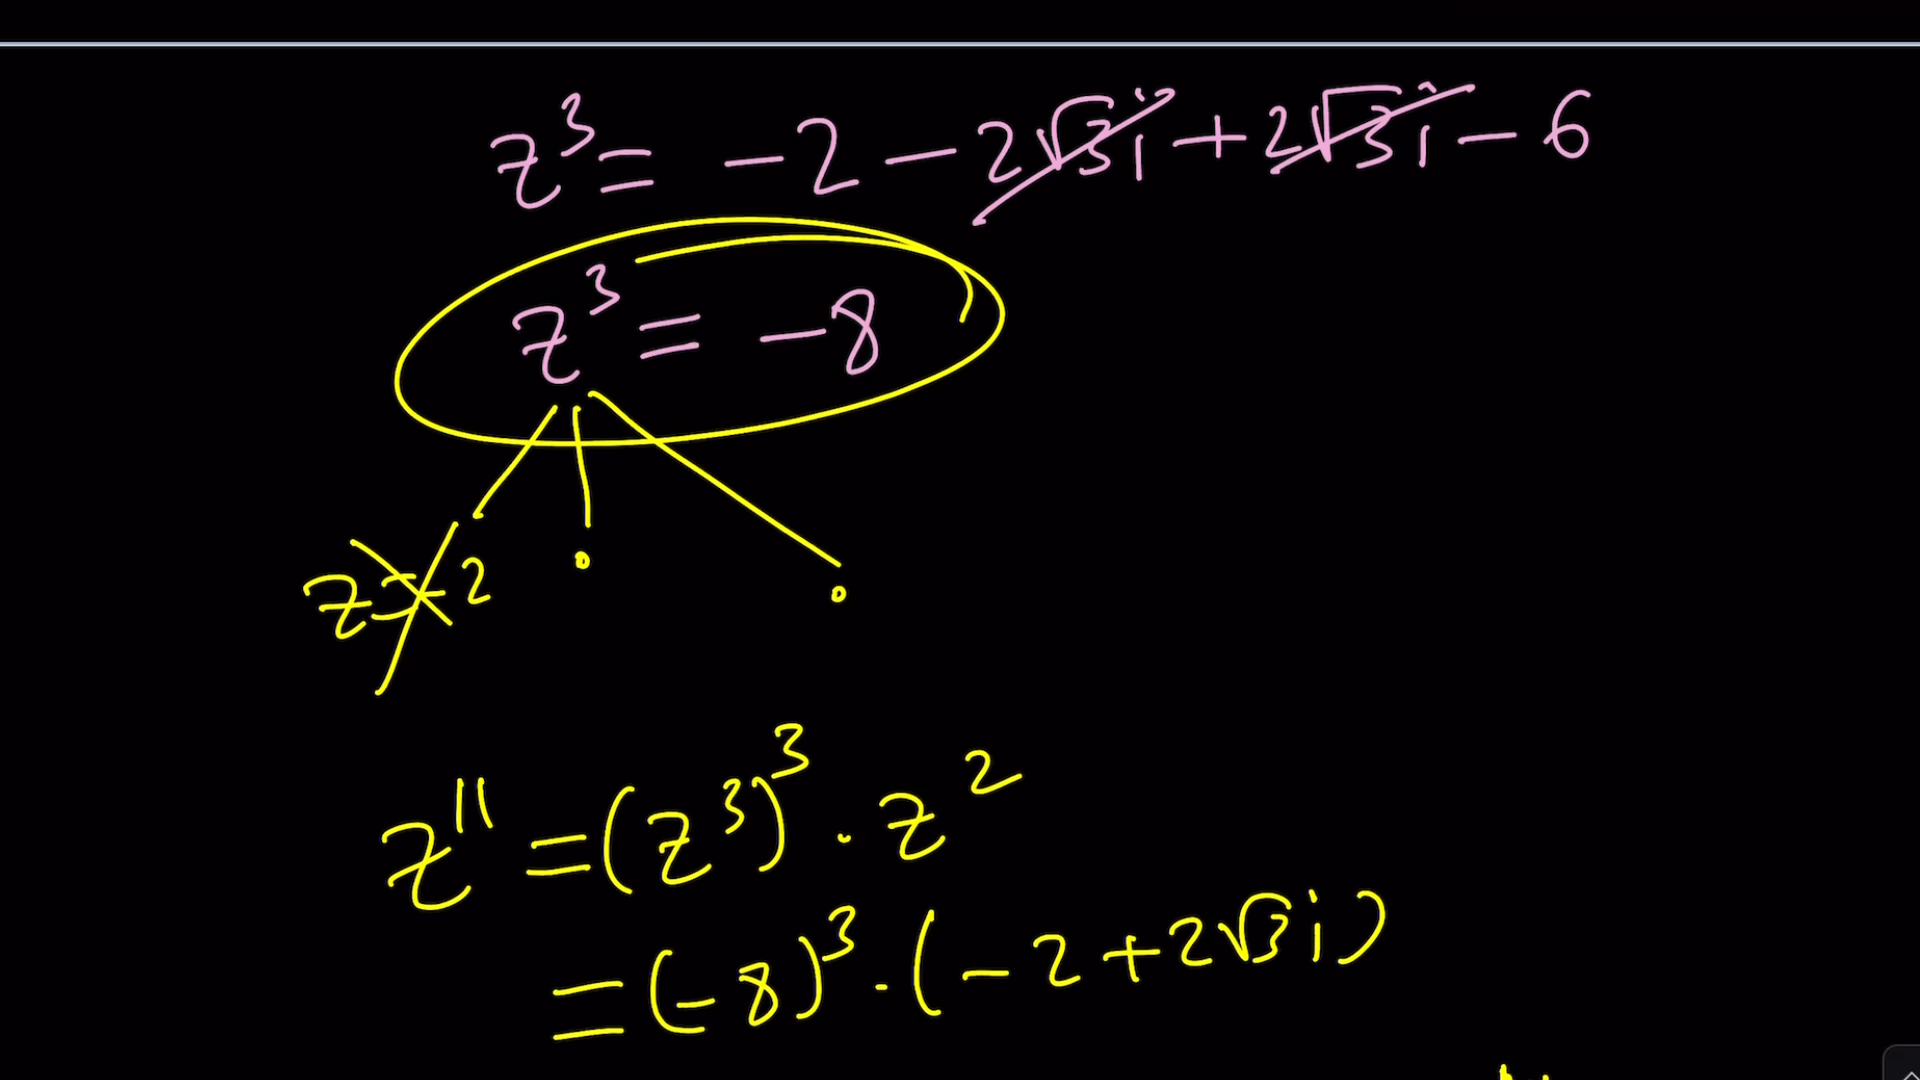 z³ = -2 - 2√3i + 2√3i - 6
z³ = -8
z = -2
z¹¹ = (z³)³ · z²
= (-8)³ · (-2 + 2√3i)